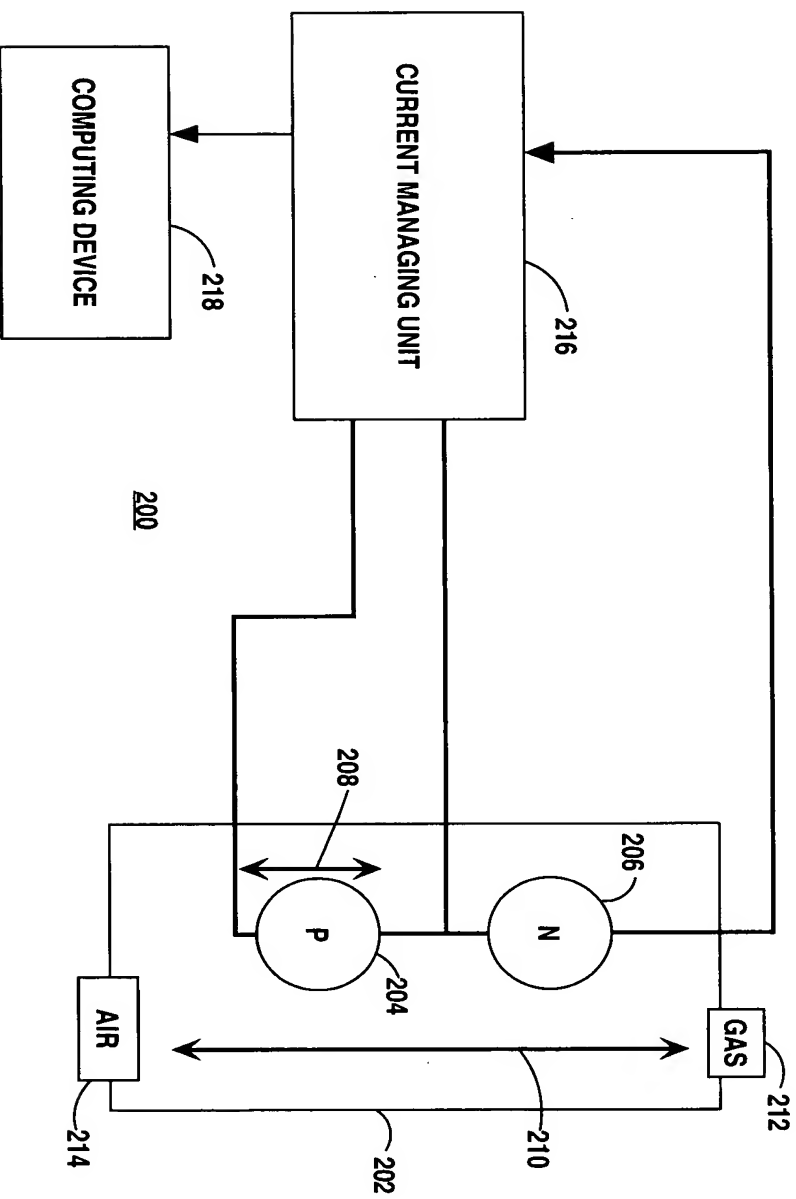 COMPUTING DEVICE
218
CURRENT MANAGING UNIT
216
200
208
206
N
P
204
AIR
214
GAS
212
210
202